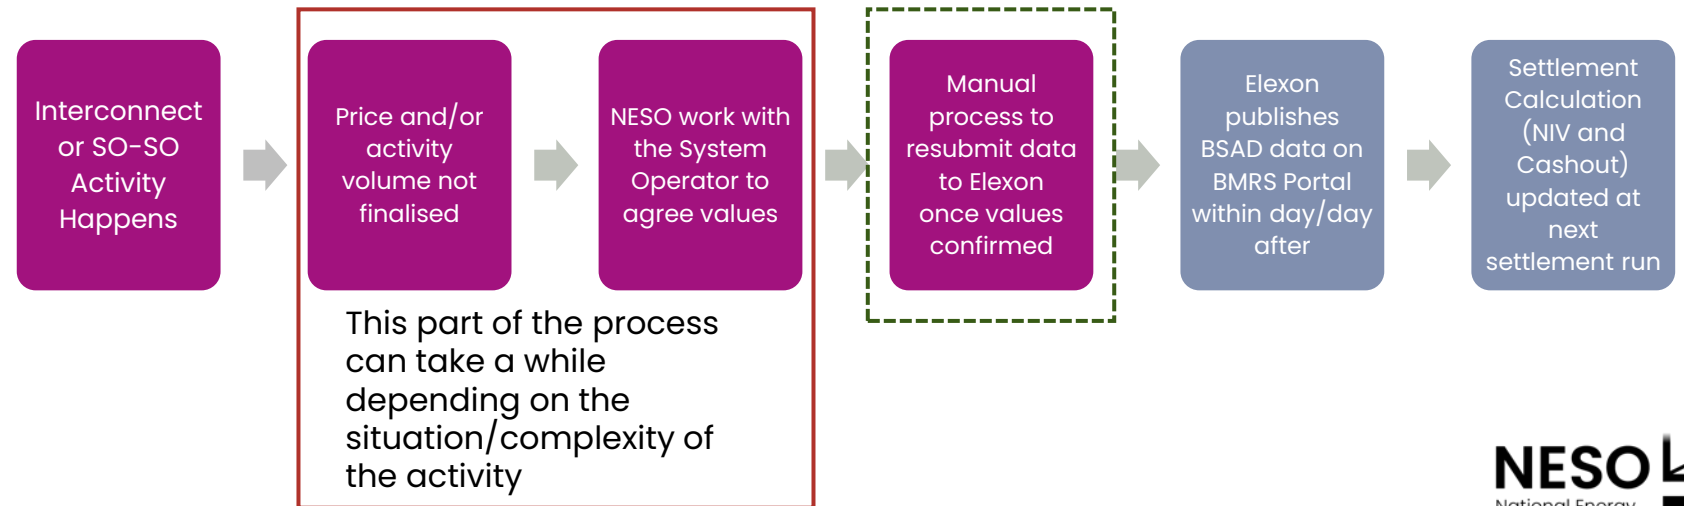 Interconnect
or SO-SO
Activity
Happens
Price and/or
activity
volume not
finalised
NESO work with
the System
Operator to
agree values
Manual
process to
resubmit data
to Elexon
once values
confirmed
Elexon
publishes
BSAD data on
BMRS Portal
within day/day
after
Settlement
Calculation
(NIV and
Cashout)
updated at
next
settlement run
This part of the process
can take a while
depending on the
situation/complexity of
the activity
NESO
National Energy